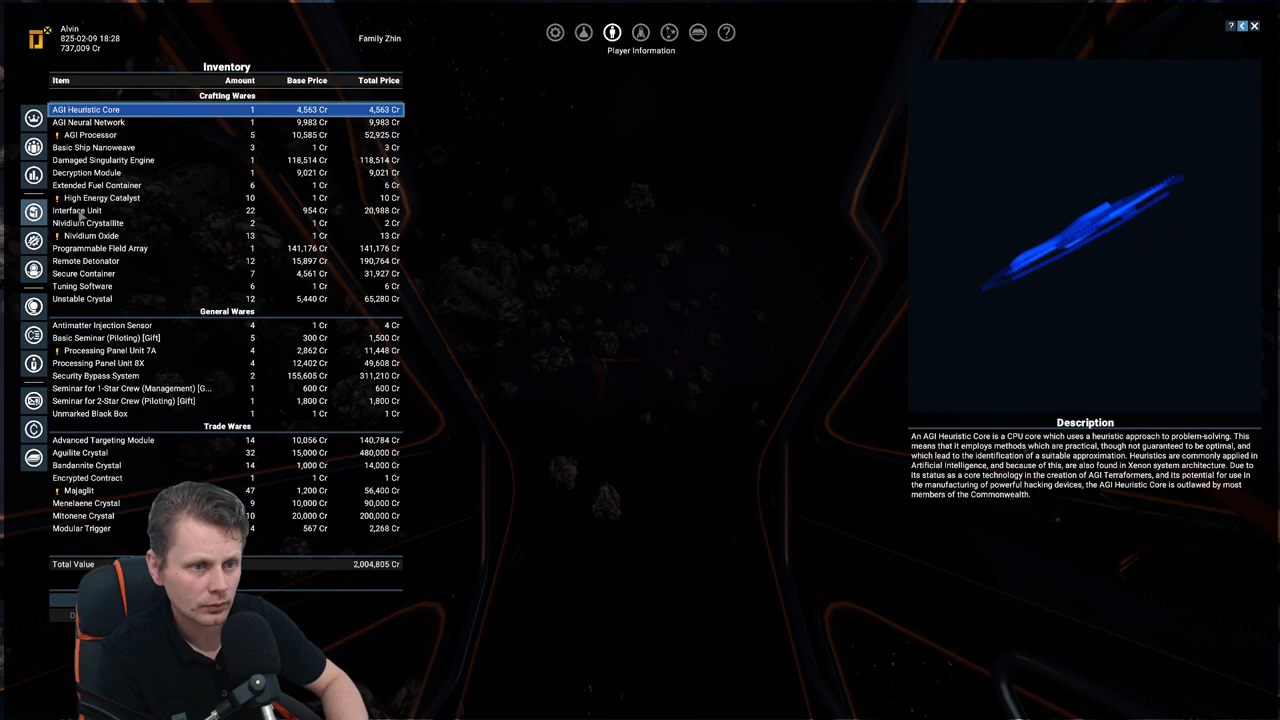 Alvin
825-02-09 18:28
737,009 Cr
Family Zhin
Player Information
?
Inventory
Item Amount Base Price Total Price
Crafting Wares
AGI Heuristic Core 1 4,563 Cr 4,563 Cr
AGI Neural Network 1 9,983 Cr 9,983 Cr
! AGI Processor 5 10,585 Cr 52,925 Cr
Basic Ship Nanoweave 3 1 Cr 3 Cr
Damaged Singularity Engine 1 118,514 Cr 118,514 Cr
Decryption Module 1 9,021 Cr 9,021 Cr
Extended Fuel Container 6 1 Cr 6 Cr
! High Energy Catalyst 10 1 Cr 10 Cr
Interface Unit 22 954 Cr 20,988 Cr
Nividium Crystallite 2 1 Cr 2 Cr
! Nividium Oxide 13 1 Cr 13 Cr
Programmable Field Array 1 141,176 Cr 141,176 Cr
Remote Detonator 12 15,897 Cr 190,764 Cr
Secure Container 7 4,561 Cr 31,927 Cr
Tuning Software 6 1 Cr 6 Cr
Unstable Crystal 12 5,440 Cr 65,280 Cr
General Wares
Antimatter Injection Sensor 4 1 Cr 4 Cr
Basic Seminar (Piloting) [Gift] 5 300 Cr 1,500 Cr
! Processing Panel Unit 7A 4 2,862 Cr 11,448 Cr
Processing Panel Unit 8X 4 12,402 Cr 49,608 Cr
Security Bypass System 2 155,605 Cr 311,210 Cr
Seminar for 1-Star Crew (Management) [G... 1 600 Cr 600 Cr
Seminar for 2-Star Crew (Piloting) [Gift] 1 1,800 Cr 1,800 Cr
Unmarked Black Box 1 1 Cr 1 Cr
Trade Wares
Advanced Targeting Module 14 10,056 Cr 140,784 Cr
Aguilite Crystal 32 15,000 Cr 480,000 Cr
Bandannite Crystal 14 1,000 Cr 14,000 Cr
Encrypted Contract 1 1 Cr 1 Cr
! Majaglit 47 1,200 Cr 56,400 Cr
Menelaene Crystal 9 10,000 Cr 90,000 Cr
Mitonene Crystal 10 20,000 Cr 200,000 Cr
Modular Trigger 4 567 Cr 2,268 Cr
Total Value 2,004,805 Cr
D
Description
An AGI Heuristic Core is a CPU core which uses a heuristic approach to problem-solving. This
means that it employs methods which are practical, though not guaranteed to be optimal, and
which lead to the identification of a suitable approximation. Heuristics are commonly applied in
Artificial Intelligence, and because of this, are also found in Xenon system architecture. Due to
its status as a core technology in the creation of AGI Terraformers, and its potential for use in
the manufacturing of powerful hacking devices, the AGI Heuristic Core is outlawed by most
members of the Commonwealth.